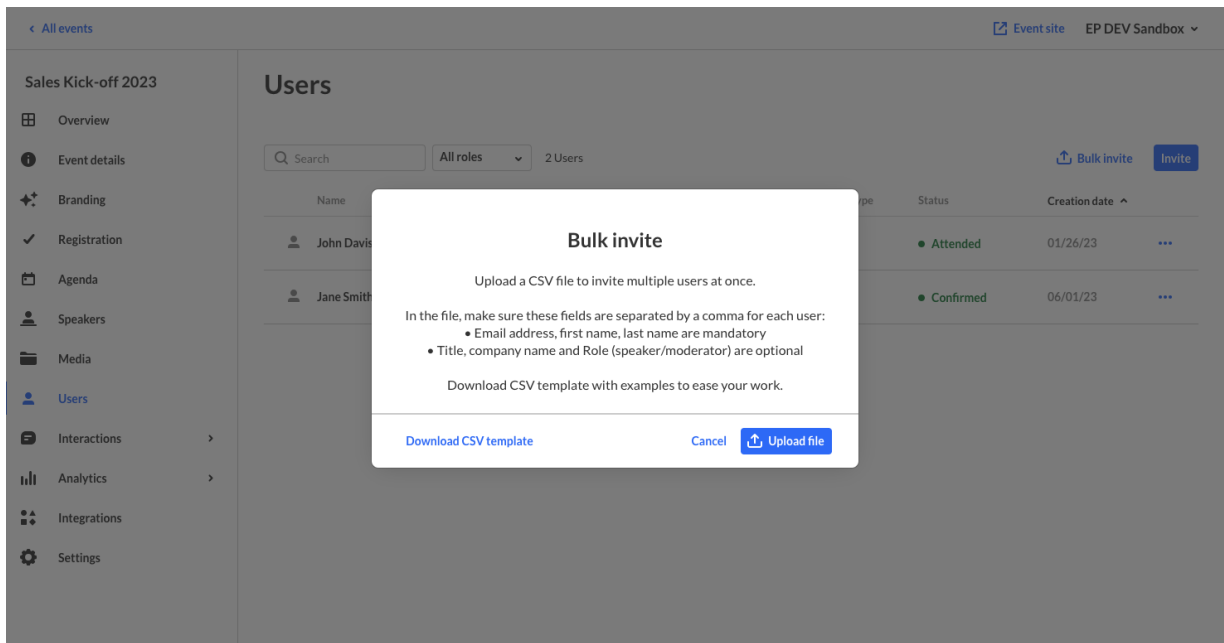 All events
Event site
EP DEV Sandbox
Sales Kick-off 2023
Overview
Event details
Branding
Registration
Agenda
Speakers
Media
Users
Interactions
Analytics
Integrations
Settings
Users
Search
All roles
2 Users
Bulk invite
Invite
Name
Status
Creation date
John Davis
Attended
01/26/23
Jane Smith
Confirmed
06/01/23
Bulk invite
Upload a CSV file to invite multiple users at once.
In the file, make sure these fields are separated by a comma for each user:
• Email address, first name, last name are mandatory
• Title, company name and Role (speaker/moderator) are optional
Download CSV template with examples to ease your work.
Download CSV template
Cancel
Upload file